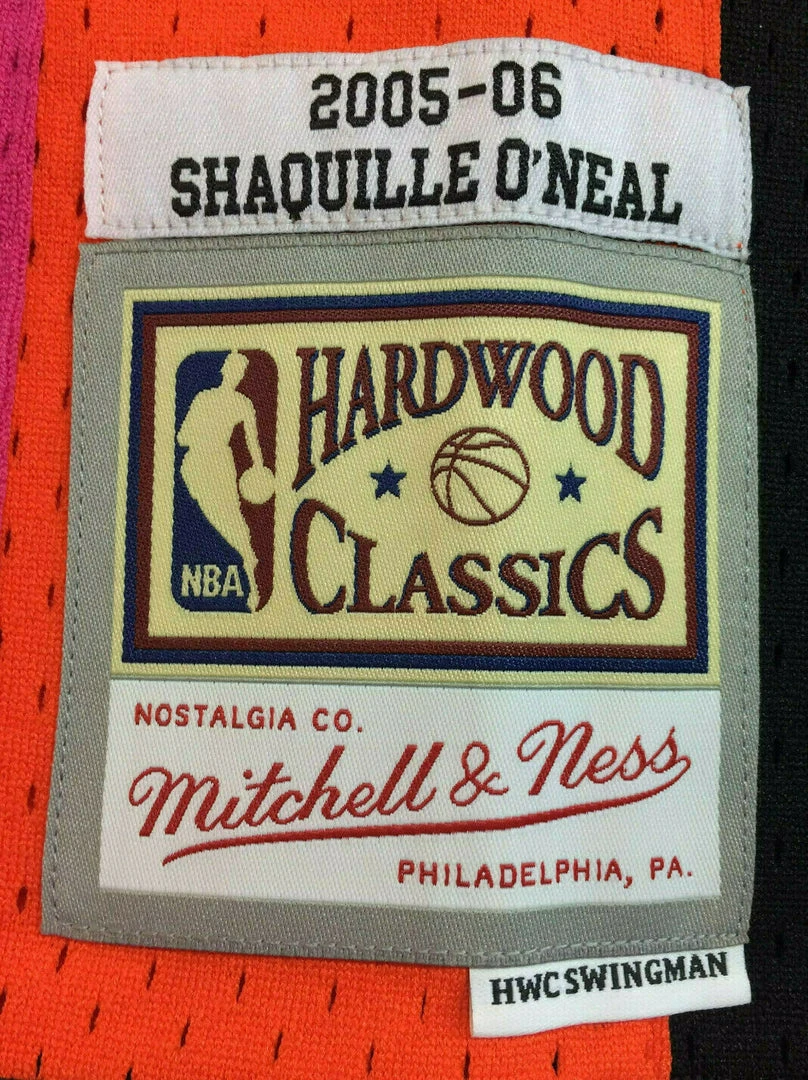 2005-06
SHAQUILLE O'NEAL
HARDWOOD
CLASSICS
NBA
NOSTALGIA CO.
Mitchell & Ness
PHILADELPHIA, PA.
HWC SWINGMAN